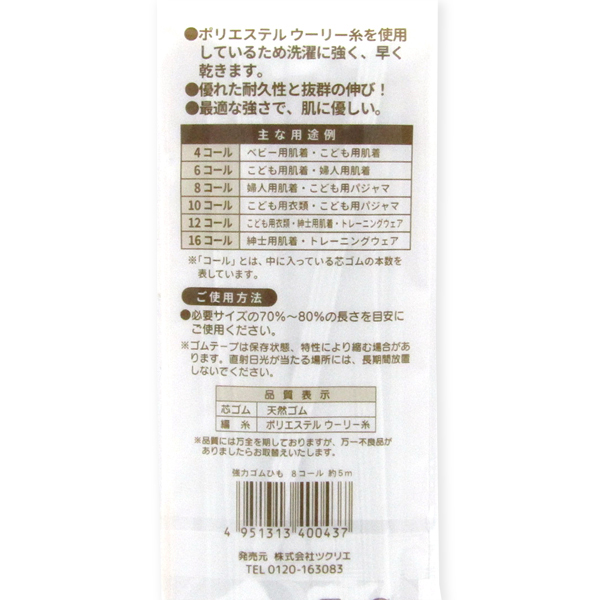 ●ポリエステル ウーリー糸を使用
しているため洗濯に強く、早く
乾きます。
●優れた耐久性と抜群の伸び！
●最適な強さで、肌に優しい。
主な用途例
4コール ベビー用肌着・こども用肌着
6コール こども用肌着・婦人用肌着
8コール 婦人用肌着・こども用パジャマ
10コール こども用衣類・こども用パジャマ
12コール こども用衣類・紳士用肌着・トレーニングウェア
16コール 紳士用肌着・トレーニングウェア
※「コール」とは、中に入っている芯ゴムの本数を
表しています。
ご使用方法
●必要サイズの70%〜80%の長さを目安に
ご使用ください。
※ゴムテープは保存状態、特性により縮む場合があ
ります。直射日光が当たる場所には、長期間放置
しないでください。
品質表示
芯ゴム 天然ゴム
編糸 ポリエステル ウーリー糸
※品質には万全を期しておりますが、万一不良品が
ありましたらお取替えいたします。
強力ゴムひも 8コール 約5m
4 951313 400437
発売元 株式会社ツクリエ
TEL 0120-163083